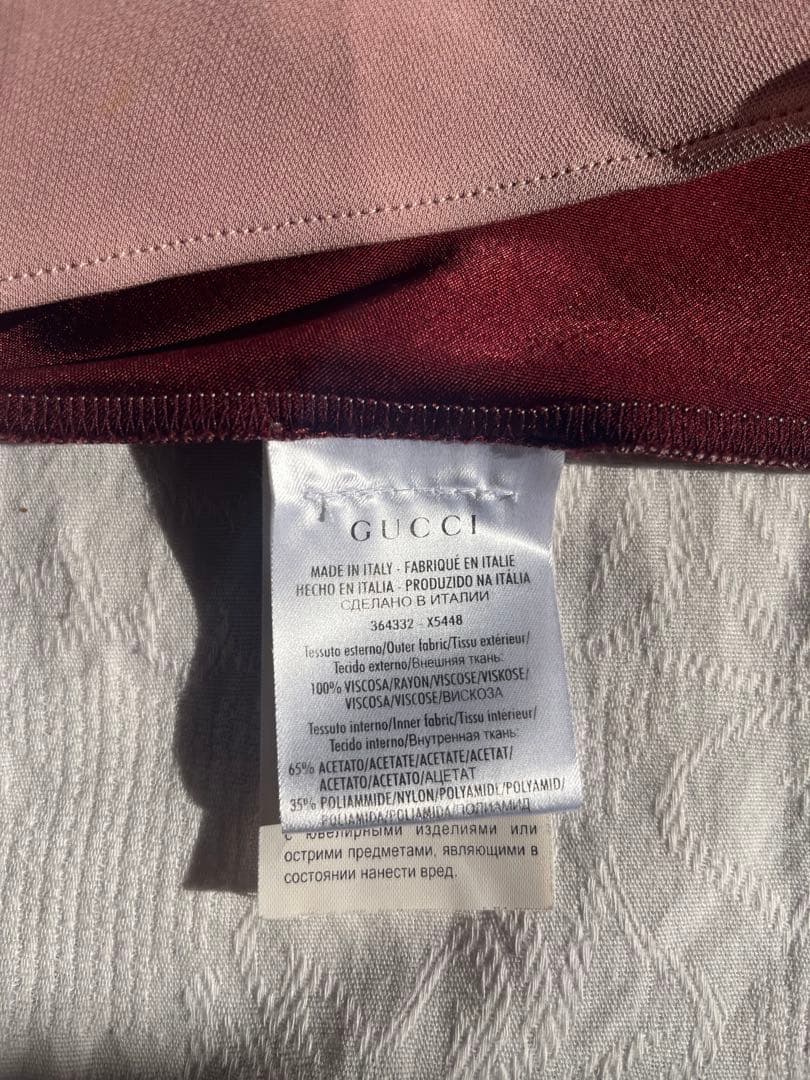 GUCCI
MADE IN ITALY - FABRIQUÉ EN ITALIE
HECHO EN ITALIA - PRODUZIDO NA ITÁLIA
СДЕЛАНО В ИТАЛИИ
364332 - X5448
Tessuto esterno/Outer fabric/Tissu extérieur/
Tecido externo/Внешняя ткань:
100% VISCOSA/RAYON/VISCOSE/VISKOSE/
VISCOSA/VISCOSE/ВИСКОЗА
Tessuto interno/Inner fabric/Tissu intérieur/
Tecido interno/Внутренная ткань:
65% ACETATO/ACETATE/ACETATE/ACETAT/
ACETATO/ACETATO/АЦЕТАТ
35% POLIAMMIDE/NYLON/POLYAMIDE/POLYAMID/
POLIAMIDA/POLIAMIDA/ПОЛИАМИД
с ювелирными изделиями или
острими предметами, являющими в
состоянии нанести вред.